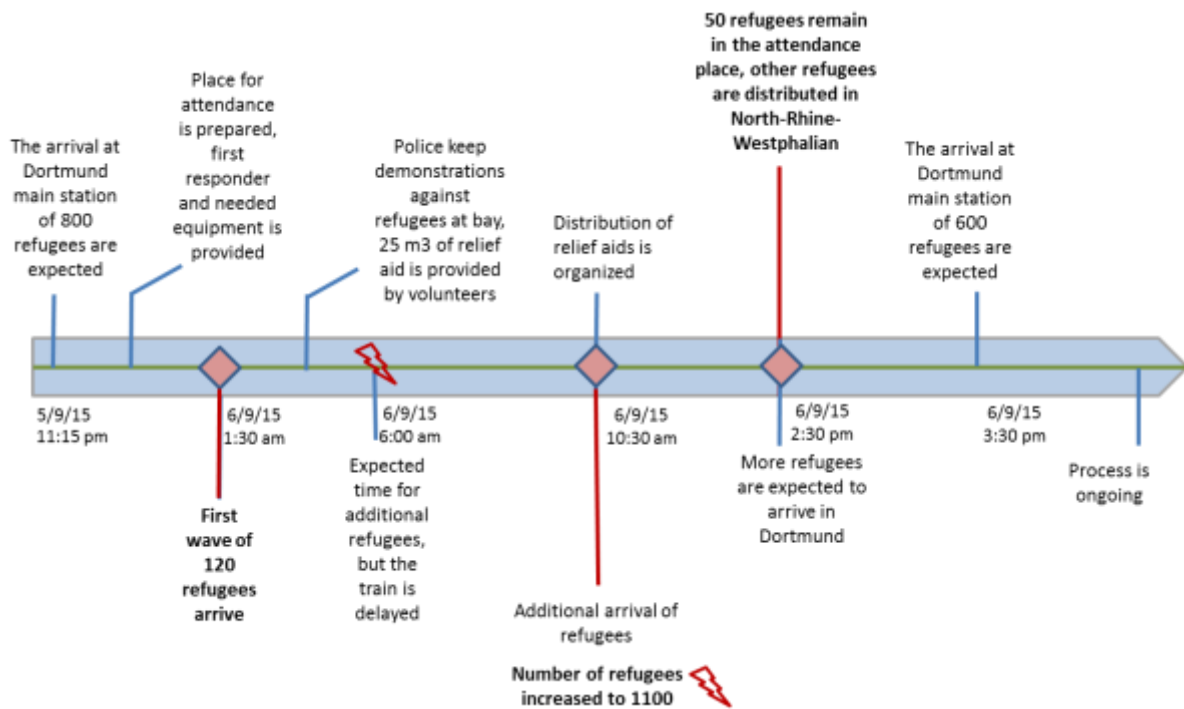 The arrival at
Dortmund
main station
of 800
refugees are
expected
Place for
attendance
is prepared,
first
responder
and needed
equipment is
provided
Police keep
demonstrations
against
refugees at bay,
25 m3 of relief
aid is provided
by volunteers
Distribution of
relief aids is
organized
50 refugees remain
in the attendance
place, other refugees
are distributed in
North-Rhine-
Westphalian
The arrival at
Dortmund
main station
of 600
refugees are
expected
5/9/15
11:15 pm
6/9/15
1:30 am
6/9/15
6:00 am
6/9/15
10:30 am
6/9/15
2:30 pm
6/9/15
3:30 pm
First
wave of
120
refugees
arrive
Expected
time for
additional
refugees,
but the
train is
delayed
Additional arrival of
refugees
Number of refugees
increased to 1100
More refugees
are expected to
arrive in
Dortmund
Process is
ongoing